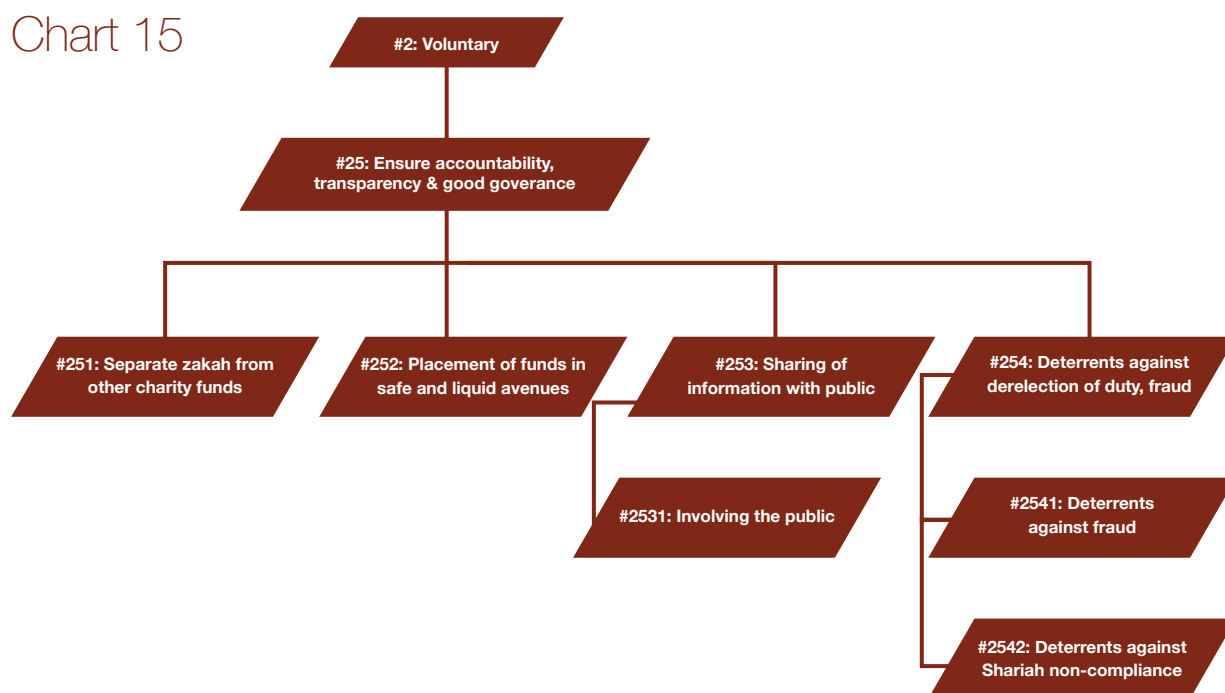 Chart 15
#2: Voluntary
#25: Ensure accountability,
transparency & good goverance
#251: Separate zakah from
other charity funds
#252: Placement of funds in
safe and liquid avenues
#253: Sharing of
information with public
#254: Deterrents against
derelection of duty, fraud
#2531: Involving the public
#2541: Deterrents
against fraud
#2542: Deterrents against
Shariah non-compliance